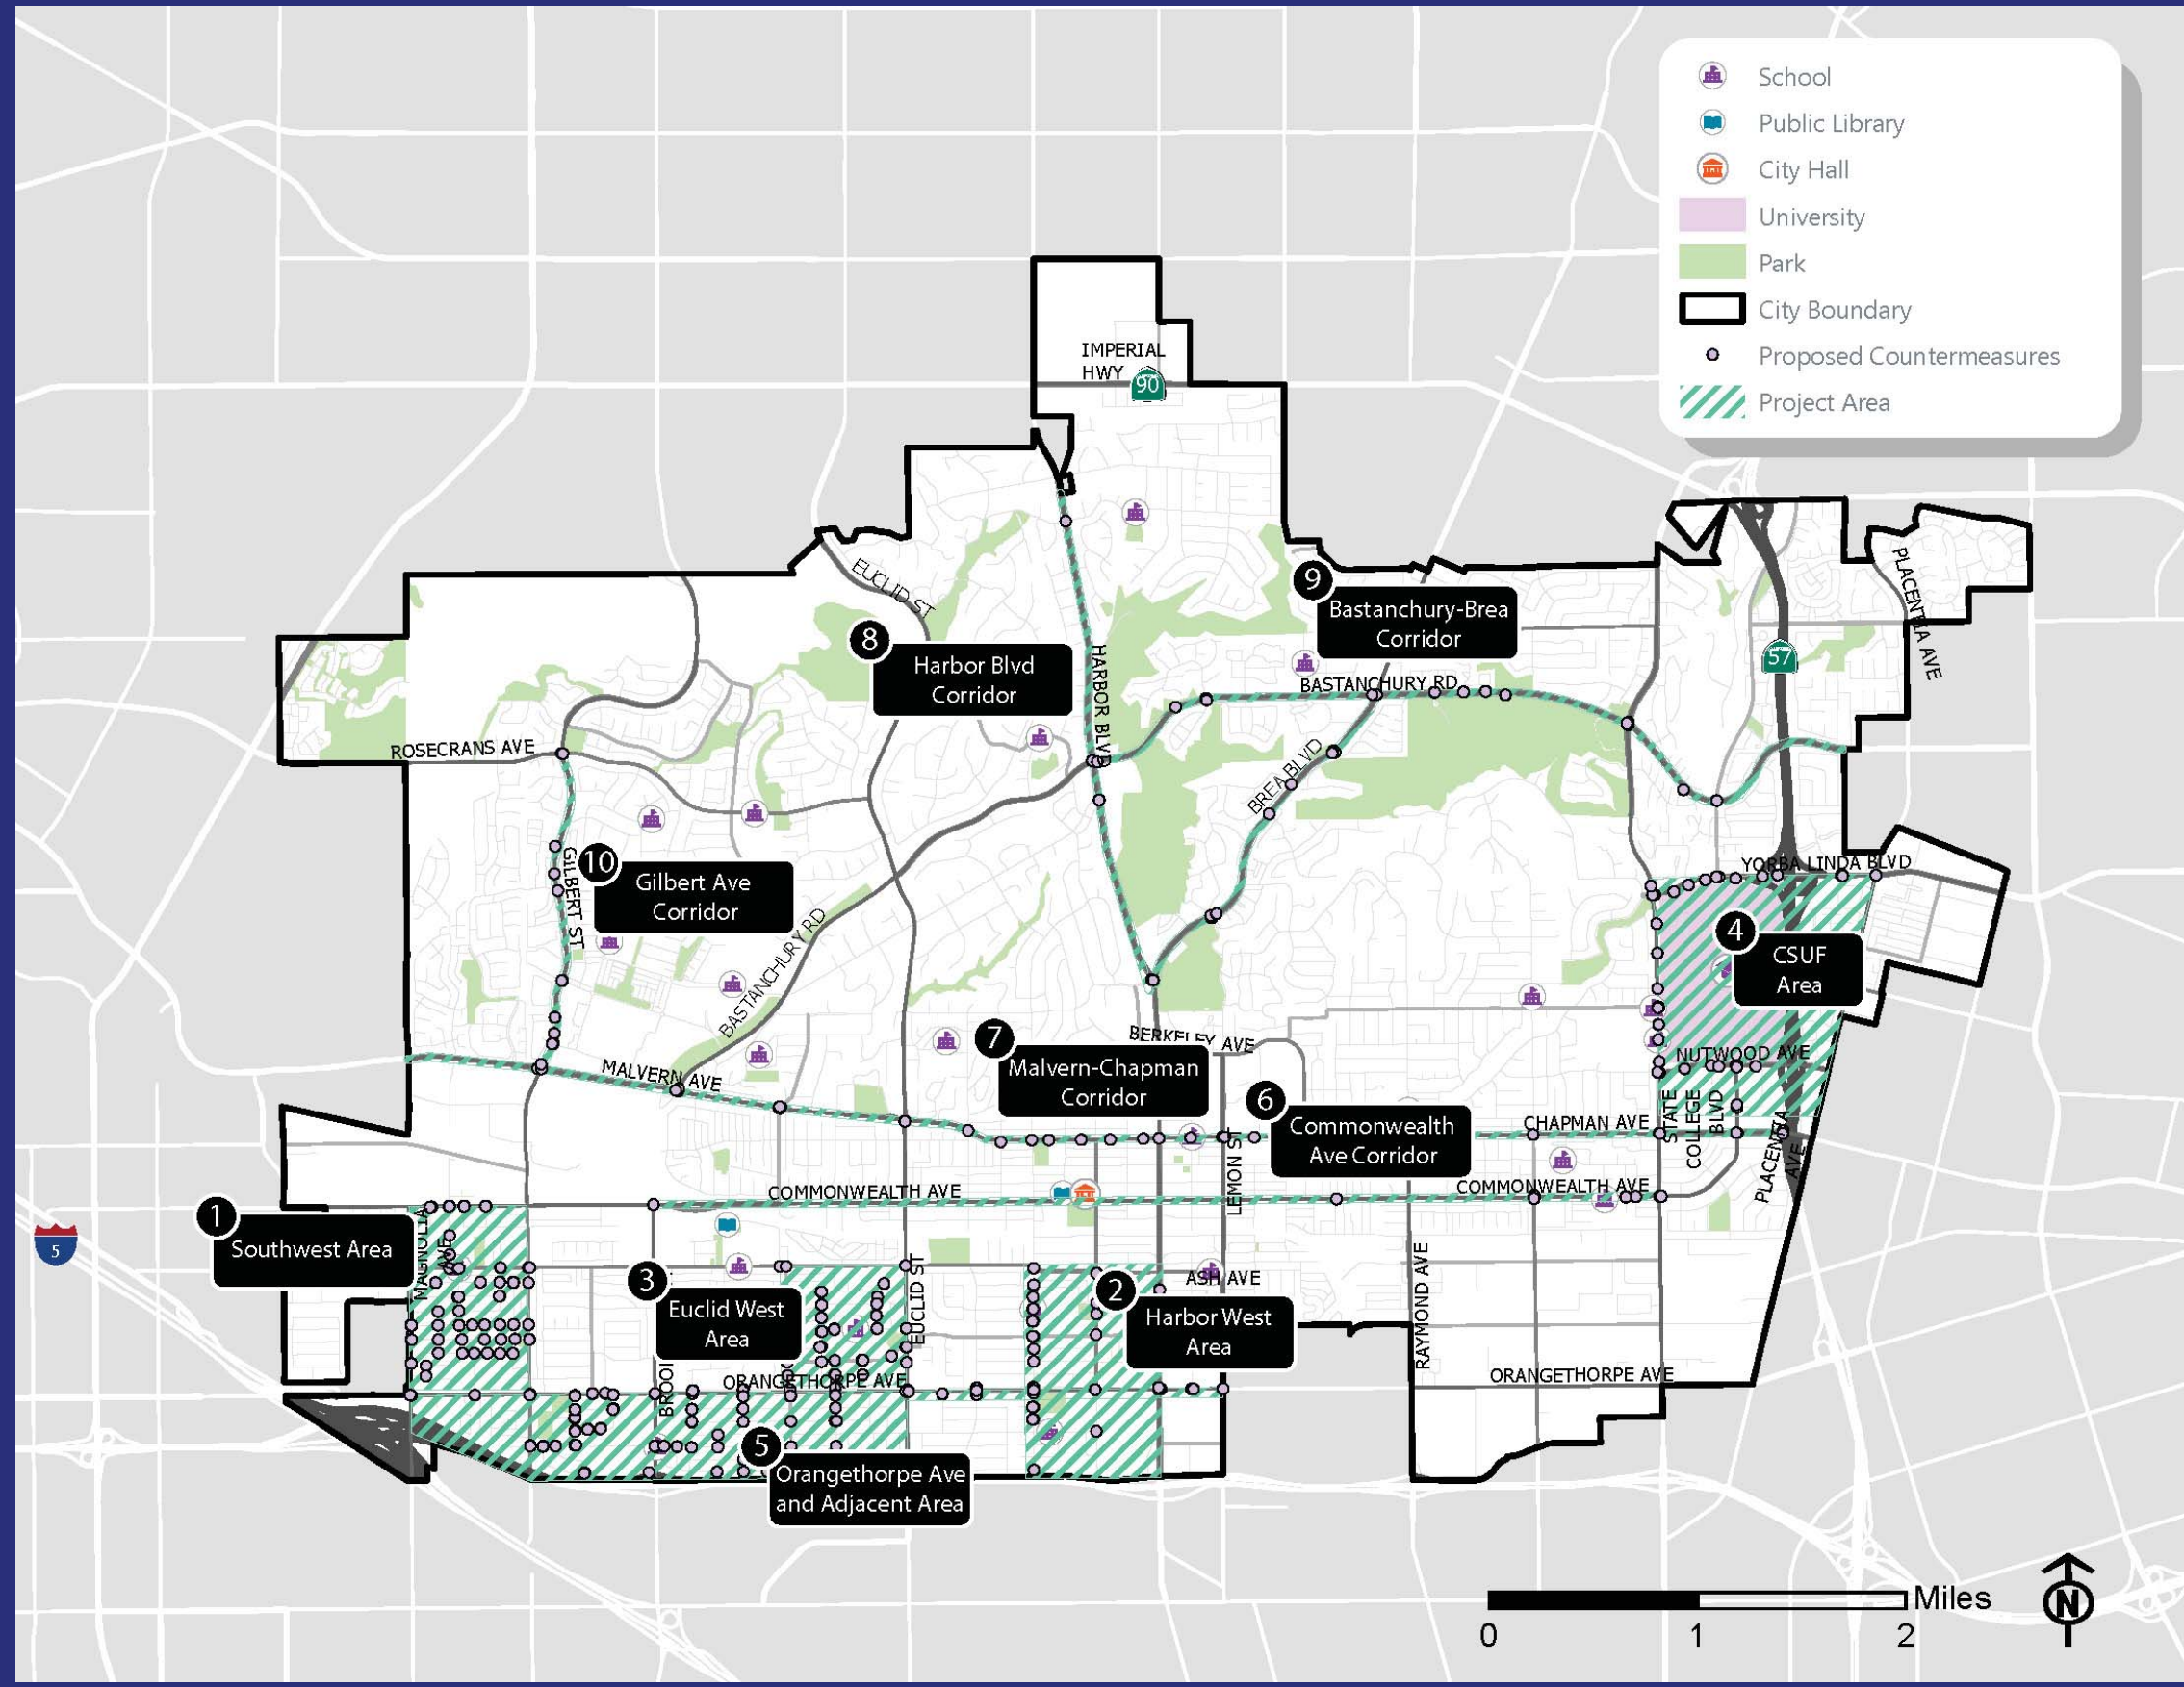 School
Public Library
City Hall
University
Park
City Boundary
Proposed Countermeasures
Project Area
IMPERIAL
HWY
90
EUCLID ST
PLACENTIA AVE
9
Bastanchury-Brea
Corridor
8
Harbor Blvd
Corridor
57
HARBOR BLVD
BASTANCHURY RD
ROSECRANS AVE
BREA BLVD
10
Gilbert Ave
Corridor
GILBERT ST
YORBA LINDA BLVD
BASTANCHURY RD
4
CSUF
Area
7
Malvern-Chapman
Corridor
BERKELEY AVE
NUTWOOD AVE
MALVERN AVE
6
Commonwealth
Ave Corridor
CHAPMAN AVE
STATE
COLLEGE
BLVD
PLACENTIA
AVE
LEMON ST
COMMONWEALTH AVE
COMMONWEALTH AVE
1
Southwest Area
5
MAGNOLIA
AVE
3
Euclid West
Area
EUCLID ST
2
Harbor West
Area
ASH AVE
RAYMOND AVE
ORANGETHORPE AVE
ORANGETHORPE AVE
5
Orangethorpe Ave
and Adjacent Area
Miles
0 1 2
N